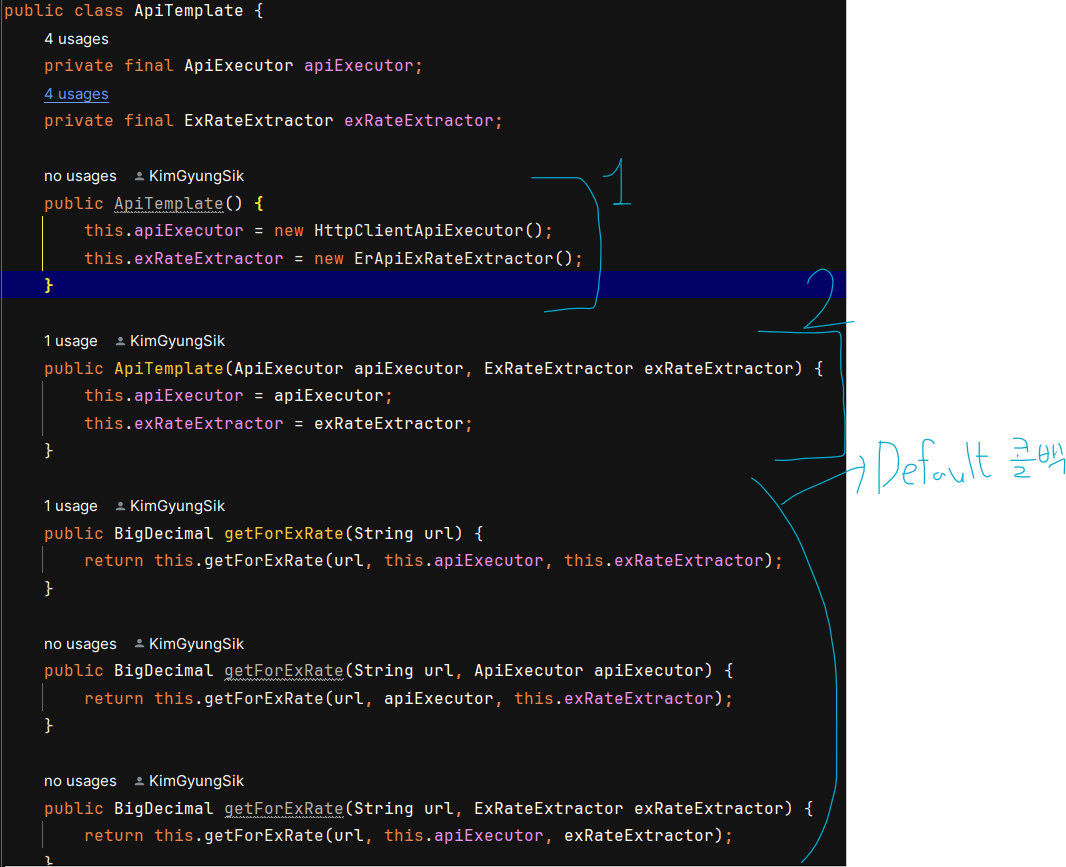 public class ApiTemplate {
4 usages
private final ApiExecutor apiExecutor;
4 usages
private final ExRateExtractor exRateExtractor;
no usages KimGyungSik
public ApiTemplate() {
this.apiExecutor = new HttpClientApiExecutor();
this.exRateExtractor = new ErApiExRateExtractor();
}
1
2
1 usage KimGyungSik
public ApiTemplate(ApiExecutor apiExecutor, ExRateExtractor exRateExtractor) {
this.apiExecutor = apiExecutor;
this.exRateExtractor = exRateExtractor;
}
Default 콜백
1 usage KimGyungSik
public BigDecimal getForExRate(String url) {
return this.getForExRate(url, this.apiExecutor, this.exRateExtractor);
}
no usages KimGyungSik
public BigDecimal getForExRate(String url, ApiExecutor apiExecutor) {
return this.getForExRate(url, apiExecutor, this.exRateExtractor);
}
no usages KimGyungSik
public BigDecimal getForExRate(String url, ExRateExtractor exRateExtractor) {
return this.getForExRate(url, this.apiExecutor, exRateExtractor);
}